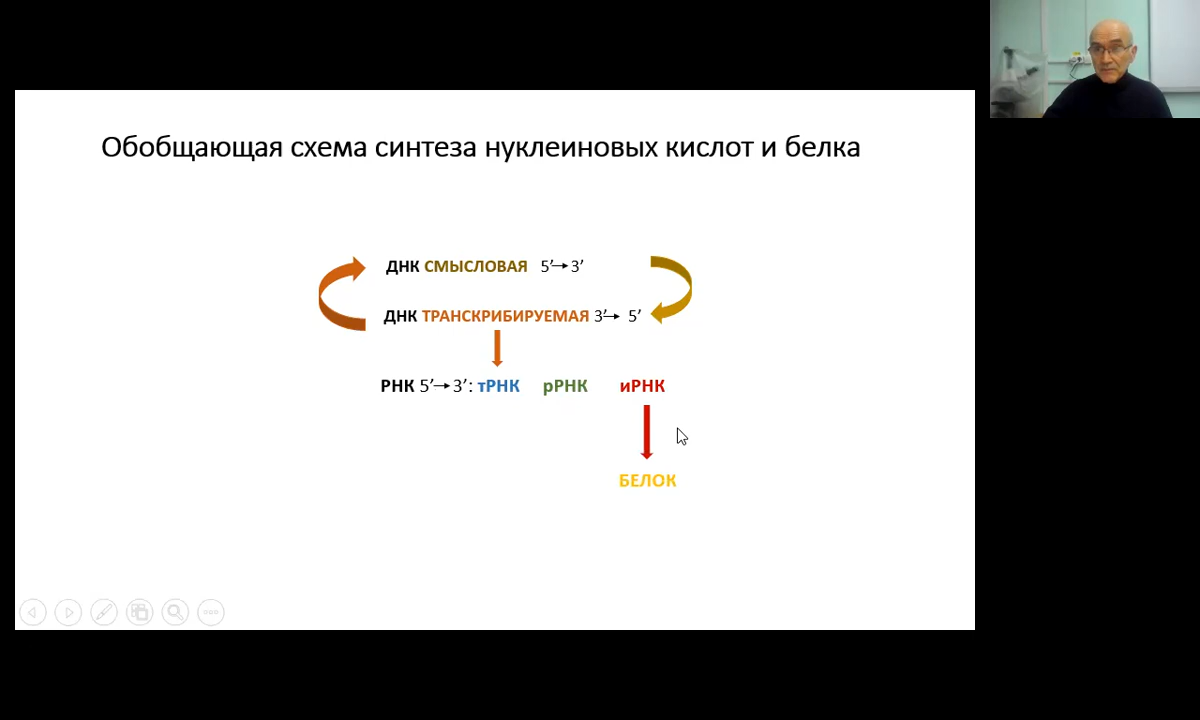 Обобщающая схема синтеза нуклеиновых кислот и белка
ДНК СМЫСЛОВАЯ 5′→3′
ДНК ТРАНСКРИБИРУЕМАЯ 3′→ 5′
РНК 5′→3′: тРНК рРНК иРНК
БЕЛОК